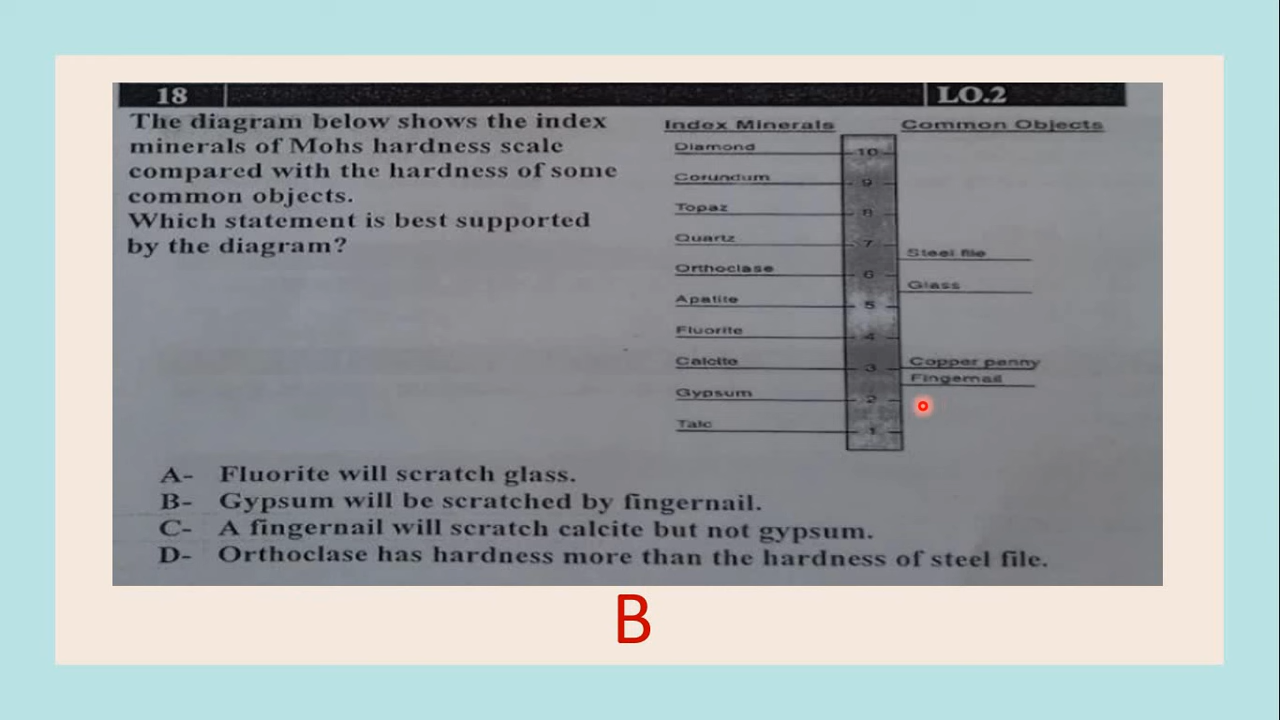 18 LO.2
The diagram below shows the index
minerals of Mohs hardness scale
compared with the hardness of some
common objects.
Which statement is best supported
by the diagram?
Index Minerals Common Objects
Diamond 10
Corundum 9
Topaz 8
Quartz 7
Steel file
Orthoclase 6
Glass
Apatite 5
Fluorite 4
Calcite 3 Copper penny
Fingernail
Gypsum 2
Talc 1
A- Fluorite will scratch glass.
B- Gypsum will be scratched by fingernail.
C- A fingernail will scratch calcite but not gypsum.
D- Orthoclase has hardness more than the hardness of steel file.
B